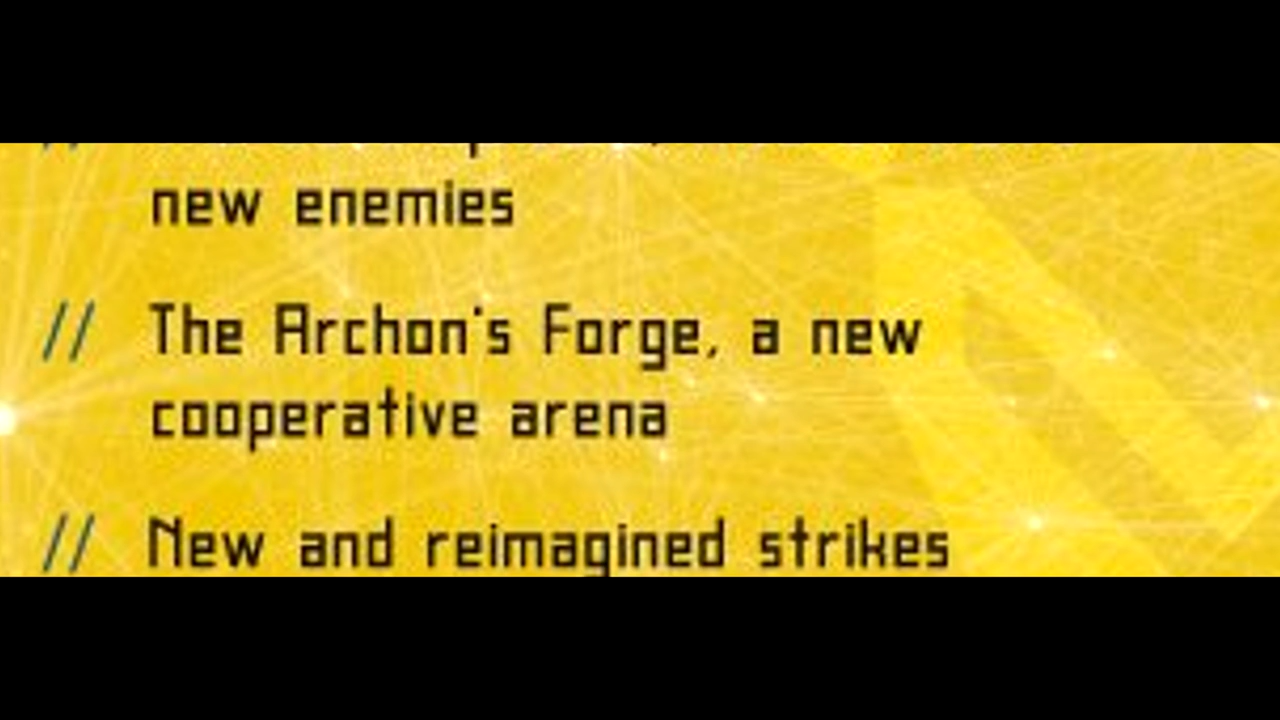 new enemies
// The Archon's Forge, a new
cooperative arena
// New and reimagined strikes